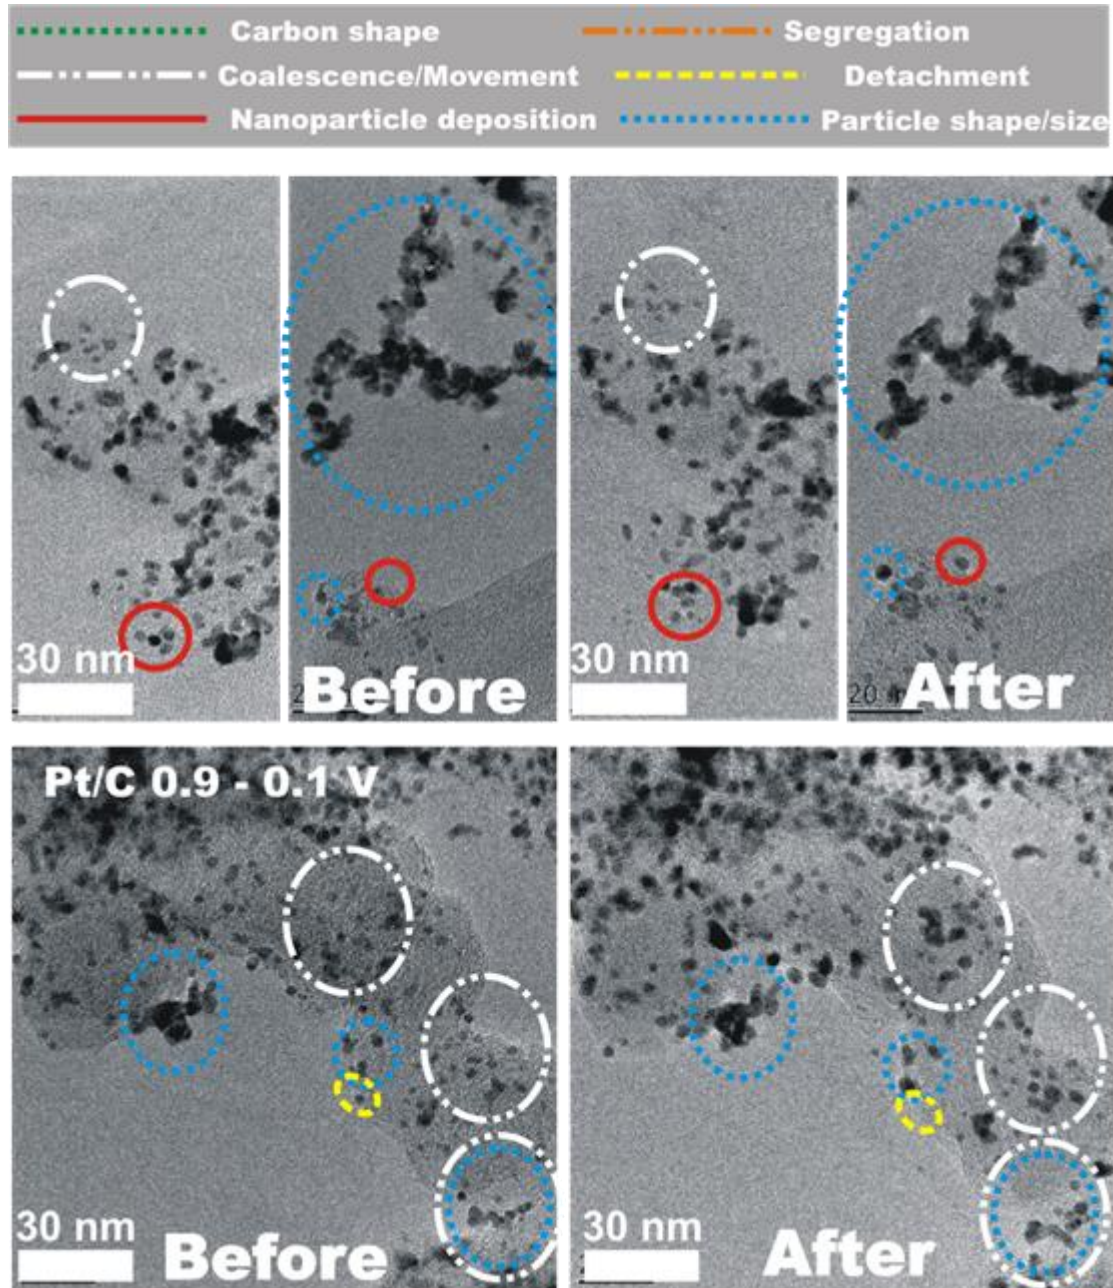 Carbon shape
Segregation
Coalescence/Movement
Detachment
Nanoparticle deposition
Particle shape/size
30 nm
Before
30 nm
20 n
After
Pt/C 0.9 - 0.1 V
30 nm
Before
30 nm
After